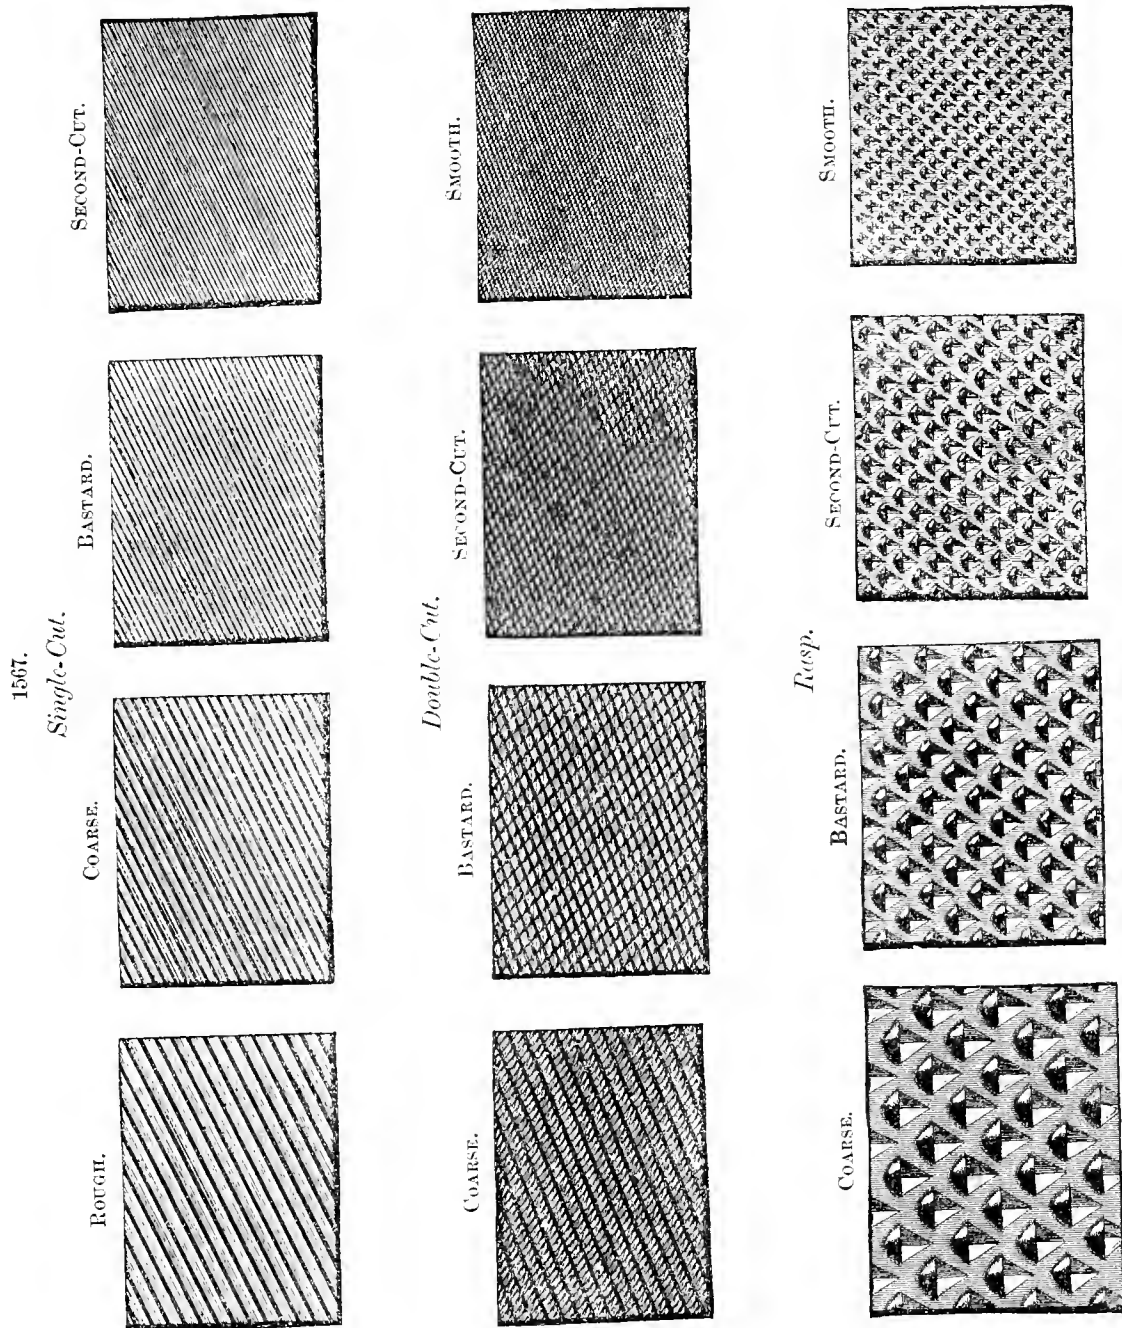 1567.
Single-Cut.
ROUGH. COARSE. BASTARD. SECOND-CUT.
Double-Cut.
COARSE. BASTARD. SECOND-CUT. SMOOTH.
Rasp.
COARSE. BASTARD. SECOND-CUT. SMOOTH.